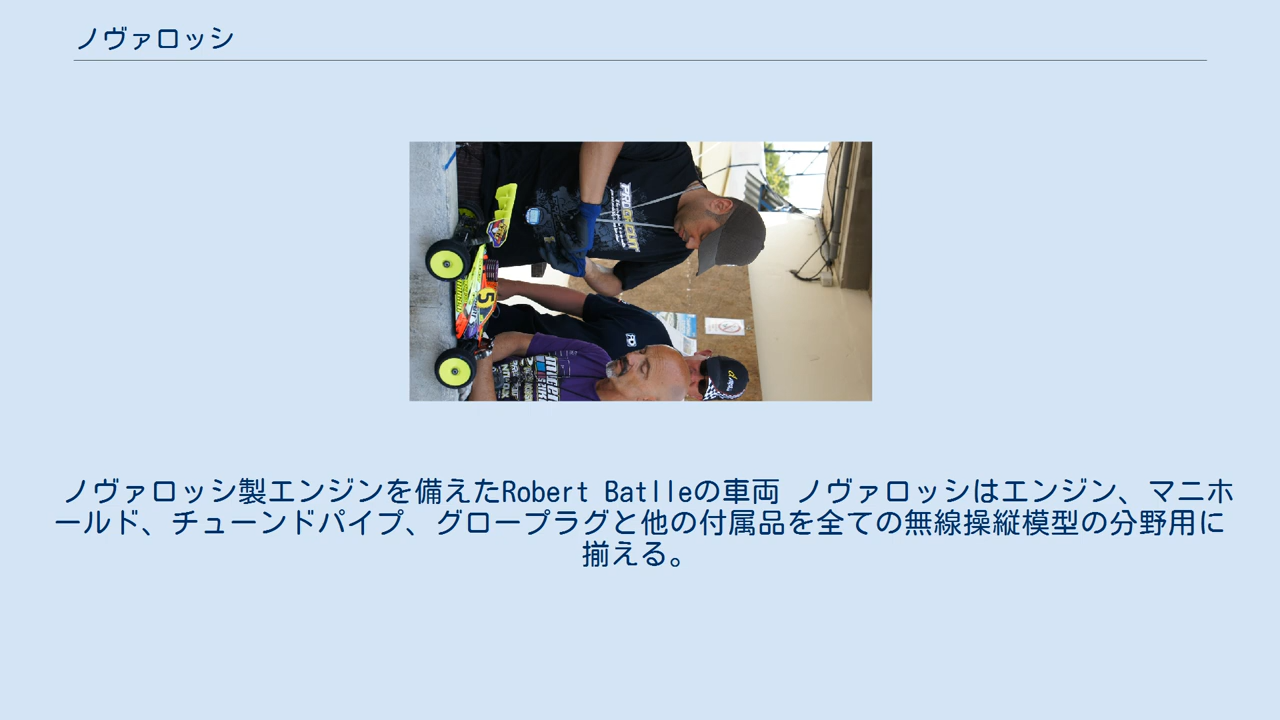 ノヴァロッシ
PROCIRCUIT
5
ノヴァロッシ製エンジンを備えたRobert Batlleの車両 ノヴァロッシはエンジン、マニホ
ールド、チューンドパイプ、グロープラグと他の付属品を全ての無線操縦模型の分野用に
揃える。